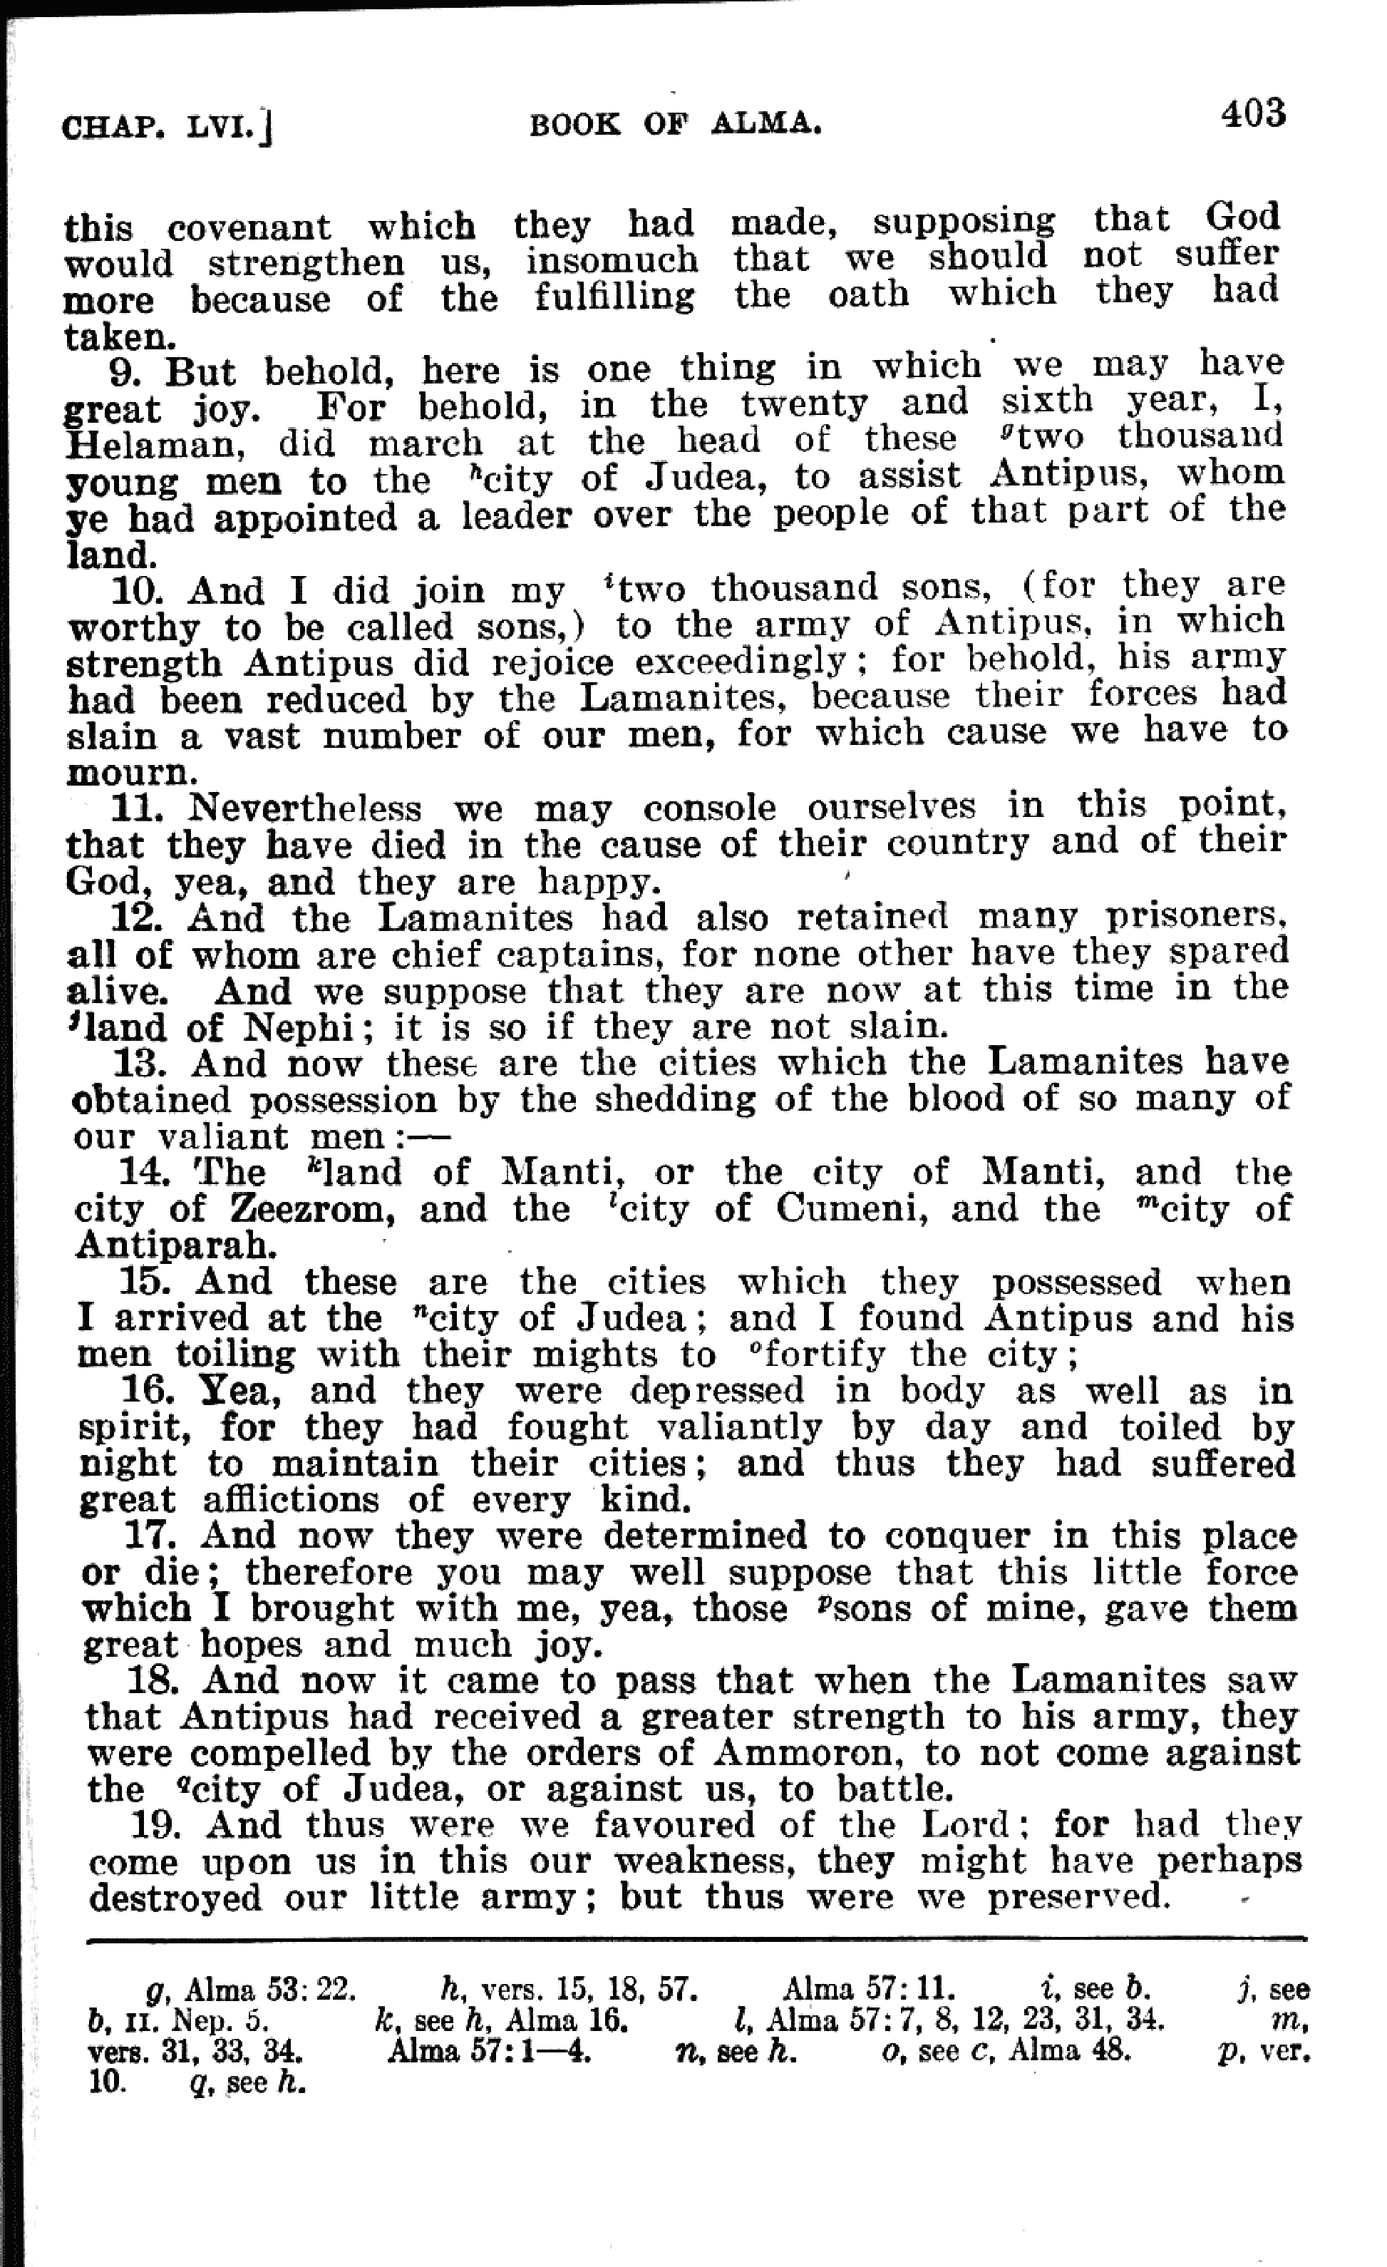 CHAP. LVI.] BOOK OF ALMA. 403
this covenant which they had made, supposing that God
would strengthen us, insomuch that we should not suffer
more because of the fulfilling the oath which they had
taken.
9. But behold, here is one thing in which we may have
great joy. For behold, in the twenty and sixth year, I,
Helaman, did march at the head of these gtwo thousand
young men to the hcity of Judea, to assist Antipus, whom
ye had appointed a leader over the people of that part of the
land.
10. And I did join my itwo thousand sons, (for they are
worthy to be called sons,) to the army of Antipus, in which
strength Antipus did rejoice exceedingly; for behold, his army
had been reduced by the Lamanites, because their forces had
slain a vast number of our men, for which cause we have to
mourn.
11. Nevertheless we may console ourselves in this point,
that they have died in the cause of their country and of their
God, yea, and they are happy.
12. And the Lamanites had also retained many prisoners,
all of whom are chief captains, for none other have they spared
alive. And we suppose that they are now at this time in the
jland of Nephi; it is so if they are not slain.
13. And now these are the cities which the Lamanites have
obtained possession by the shedding of the blood of so many of
our valiant men:—
14. The kland of Manti, or the city of Manti, and the
city of Zeezrom, and the lcity of Cumeni, and the mcity of
Antiparah.
15. And these are the cities which they possessed when
I arrived at the ncity of Judea; and I found Antipus and his
men toiling with their mights to ofortify the city;
16. Yea, and they were depressed in body as well as in
spirit, for they had fought valiantly by day and toiled by
night to maintain their cities; and thus they had suffered
great afflictions of every kind.
17. And now they were determined to conquer in this place
or die; therefore you may well suppose that this little force
which I brought with me, yea, those psons of mine, gave them
great hopes and much joy.
18. And now it came to pass that when the Lamanites saw
that Antipus had received a greater strength to his army, they
were compelled by the orders of Ammoron, to not come against
the qcity of Judea, or against us, to battle.
19. And thus were we favoured of the Lord; for had they
come upon us in this our weakness, they might have perhaps
destroyed our little army; but thus were we preserved.
g, Alma 53:22. h, vers. 15, 18, 57. Alma 57:11. i, see b. j, see
b, II. Nep. 5. k, see h, Alma 16. l, Alma 57:7, 8, 12, 23, 31, 34. m,
vers. 31, 33, 34. Alma 57:1—4. n, see h. o, see c, Alma 48. p, ver.
10. q, see h.